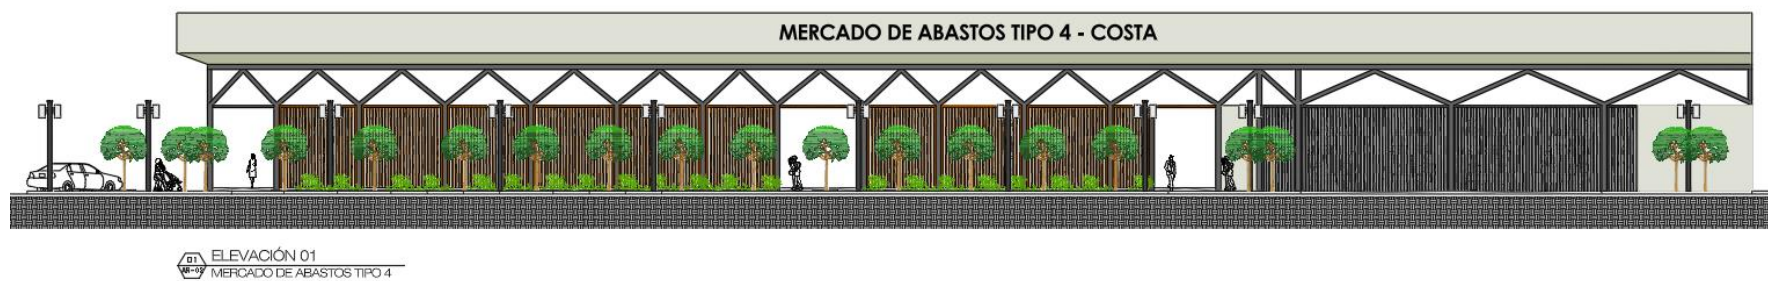 MERCADO DE ABASTOS TIPO 4 - COSTA
ELEVACIÓN 01
01
AR-02
MERCADO DE ABASTOS TIPO 4